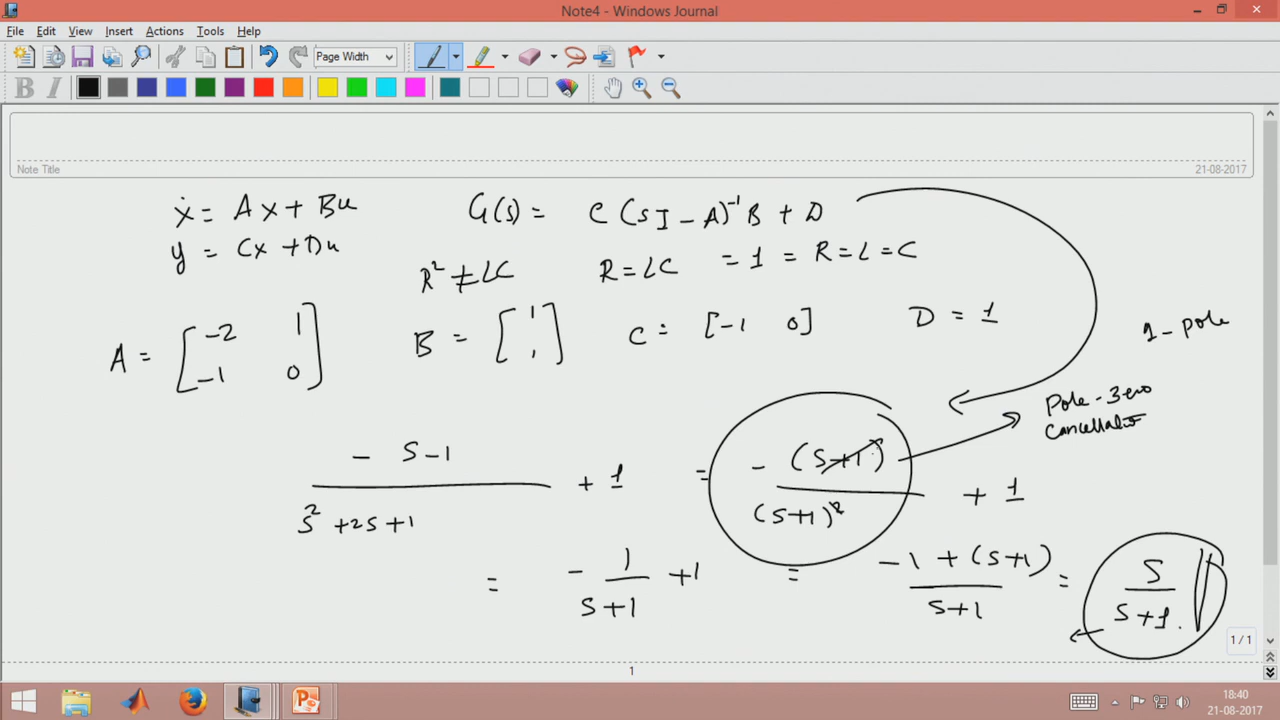 Note4 - Windows Journal
File Edit View Insert Actions Tools Help
Page Width
B I
Note Title
21-08-2017
ẋ = Ax + Bu
G(s) = C (sI - A)⁻¹ B + D
y = Cx + Du
R² ≠ LC R = LC = 1 = R = L = C
A = [-2 1
-1 0]
B = [1
1]
C = [-1 0]
D = 1
1 - pole
Pole - Zero
Cancellation
- s - 1 / s² + 2s + 1 + 1 = - (s+1) / (s+1)² + 1
= - 1 / s+1 + 1 = -1 + (s+1) / s+1 = s / s+1.
1 / 1
1
18:40
21-08-2017